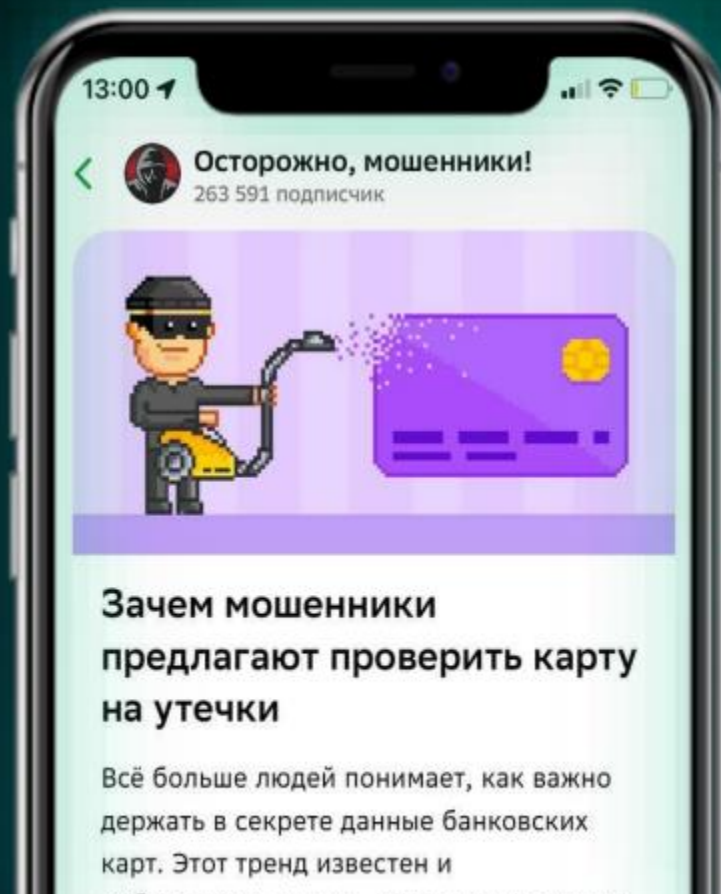 13:00
Осторожно, мошенники!
263 591 подписчик
Зачем мошенники
предлагают проверить карту
на утечки
Всё больше людей понимает, как важно
держать в секрете данные банковских
карт. Этот тренд известен и